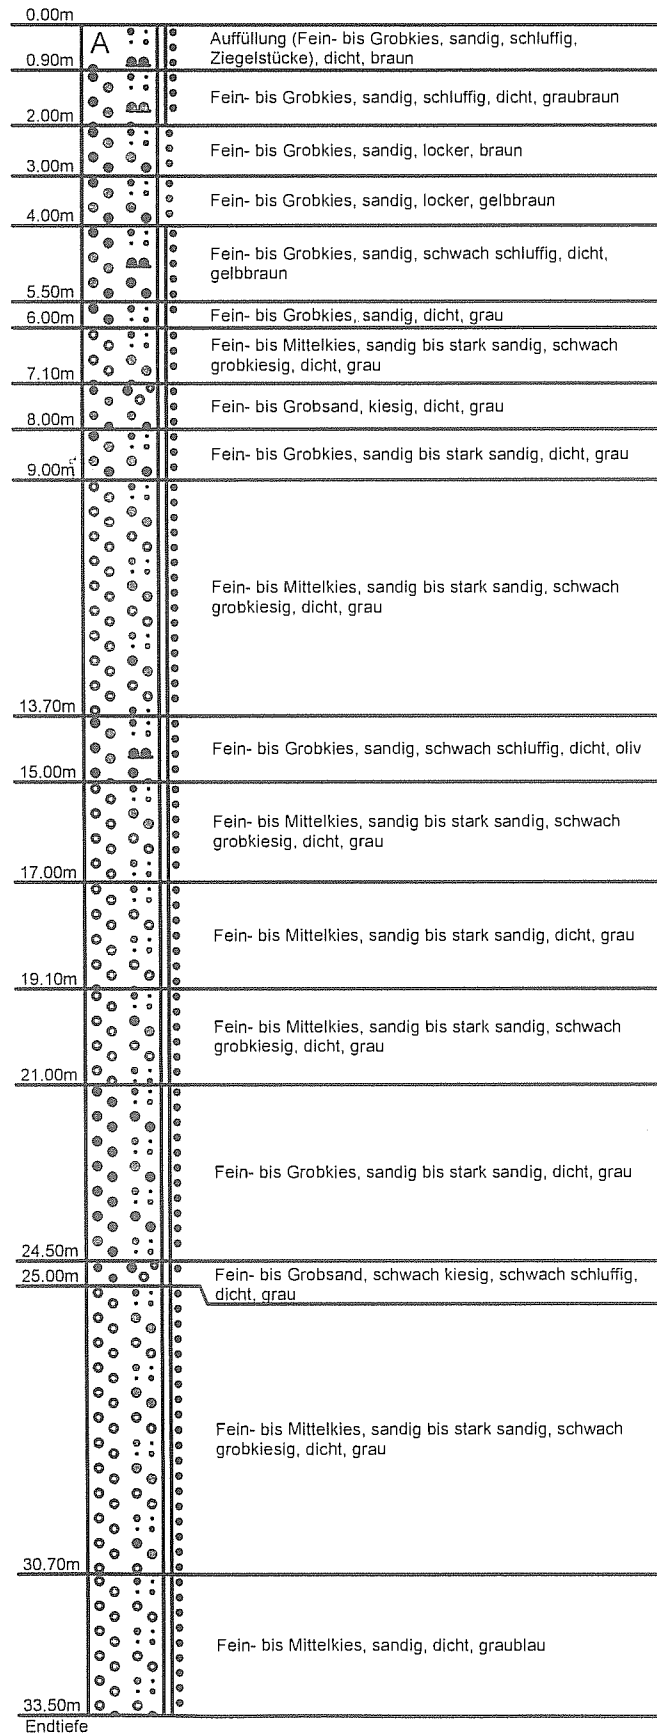 0.00m
A
Auffüllung (Fein- bis Grobkies, sandig, schluffig,
Ziegelstücke), dicht, braun
0.90m
Fein- bis Grobkies, sandig, schluffig, dicht, graubraun
2.00m
Fein- bis Grobkies, sandig, locker, braun
3.00m
Fein- bis Grobkies, sandig, locker, gelbbraun
4.00m
Fein- bis Grobkies, sandig, schwach schluffig, dicht,
gelbbraun
5.50m
Fein- bis Grobkies, sandig, dicht, grau
6.00m
Fein- bis Mittelkies, sandig bis stark sandig, schwach
grobkiesig, dicht, grau
7.10m
Fein- bis Grobsand, kiesig, dicht, grau
8.00m
Fein- bis Grobkies, sandig bis stark sandig, dicht, grau
9.00m
Fein- bis Mittelkies, sandig bis stark sandig, schwach
grobkiesig, dicht, grau
13.70m
Fein- bis Grobkies, sandig, schwach schluffig, dicht, oliv
15.00m
Fein- bis Mittelkies, sandig bis stark sandig, schwach
grobkiesig, dicht, grau
17.00m
Fein- bis Mittelkies, sandig bis stark sandig, dicht, grau
19.10m
Fein- bis Mittelkies, sandig bis stark sandig, schwach
grobkiesig, dicht, grau
21.00m
Fein- bis Grobkies, sandig bis stark sandig, dicht, grau
24.50m
Fein- bis Grobsand, schwach kiesig, schwach schluffig,
dicht, grau
25.00m
Fein- bis Mittelkies, sandig bis stark sandig, schwach
grobkiesig, dicht, grau
30.70m
Fein- bis Mittelkies, sandig, dicht, graublau
33.50m
Endtiefe